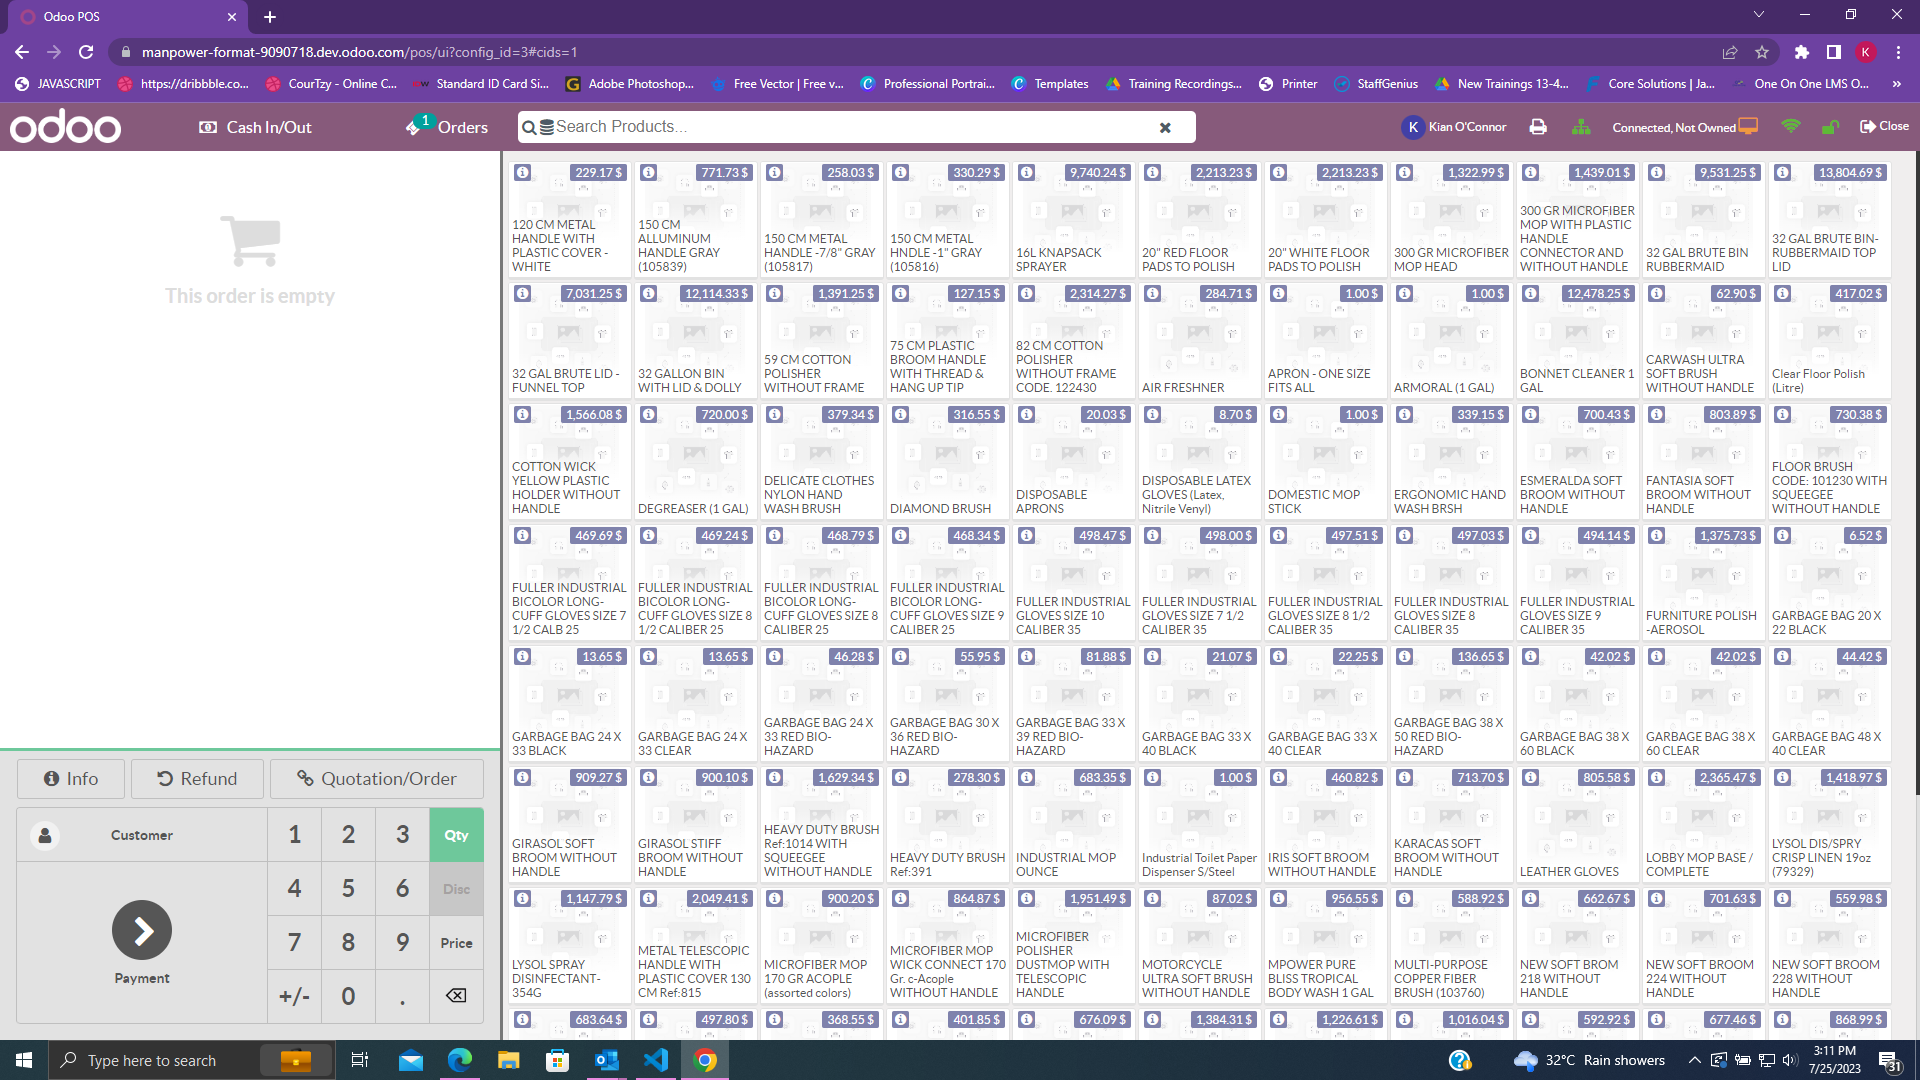 Odoo POS
manpower-format-9090718.dev.odoo.com/pos/ui?config_id=3#cids=1
K
JAVASCRIPT
https://dribbble.co...
CourTzy - Online C...
Standard ID Card Si...
Adobe Photoshop...
Free Vector | Free v...
Professional Portrai...
Templates
Training Recordings...
Printer
StaffGenius
New Trainings 13-4...
Core Solutions | Ja...
One On One LMS O...
»
odoo
Cash In/Out
1
Orders
Search Products...
K
Kian O'Connor
Connected, Not Owned
Close
This order is empty
Info
Refund
Quotation/Order
Customer
1 2 3 Qty
4 5 6 Disc
7 8 9 Price
+/- 0 .
Payment
229.17 $
120 CM METAL
HANDLE WITH
PLASTIC COVER -
WHITE
771.73 $
150 CM
ALLUMINUM
HANDLE GRAY
(105839)
258.03 $
150 CM METAL
HANDLE -7/8" GRAY
(105817)
330.29 $
150 CM METAL
HNDLE -1" GRAY
(105816)
9,740.24 $
16L KNAPSACK
SPRAYER
2,213.23 $
20" RED FLOOR
PADS TO POLISH
2,213.23 $
20" WHITE FLOOR
PADS TO POLISH
1,322.99 $
300 GR MICROFIBER
MOP HEAD
1,439.01 $
300 GR MICROFIBER
MOP WITH PLASTIC
HANDLE
CONNECTOR AND
WITHOUT HANDLE
9,531.25 $
32 GAL BRUTE BIN
RUBBERMAID
13,804.69 $
32 GAL BRUTE BIN-
RUBBERMAID TOP
LID
7,031.25 $
32 GAL BRUTE LID -
FUNNEL TOP
12,114.33 $
32 GALLON BIN
WITH LID & DOLLY
1,391.25 $
59 CM COTTON
POLISHER
WITHOUT FRAME
127.15 $
75 CM PLASTIC
BROOM HANDLE
WITH THREAD &
HANG UP TIP
2,314.27 $
82 CM COTTON
POLISHER
WITHOUT FRAME
CODE. 122430
284.71 $
AIR FRESHNER
1.00 $
APRON - ONE SIZE
FITS ALL
1.00 $
ARMORAL (1 GAL)
12,478.25 $
BONNET CLEANER 1
GAL
62.90 $
CARWASH ULTRA
SOFT BRUSH
WITHOUT HANDLE
417.02 $
Clear Floor Polish
(Litre)
1,566.08 $
COTTON WICK
YELLOW PLASTIC
HOLDER WITHOUT
HANDLE
720.00 $
DEGREASER (1 GAL)
379.34 $
DELICATE CLOTHES
NYLON HAND
WASH BRUSH
316.55 $
DIAMOND BRUSH
20.03 $
DISPOSABLE
APRONS
8.70 $
DISPOSABLE LATEX
GLOVES (Latex,
Nitrile Venyl)
1.00 $
DOMESTIC MOP
STICK
339.15 $
ERGONOMIC HAND
WASH BRSH
700.43 $
ESMERALDA SOFT
BROOM WITHOUT
HANDLE
803.89 $
FANTASIA SOFT
BROOM WITHOUT
HANDLE
730.38 $
FLOOR BRUSH
CODE: 101230 WITH
SQUEEGEE
WITHOUT HANDLE
469.69 $
FULLER INDUSTRIAL
BICOLOR LONG-
CUFF GLOVES SIZE 7
1/2 CALB 25
469.24 $
FULLER INDUSTRIAL
BICOLOR LONG-
CUFF GLOVES SIZE 8
1/2 CALIBER 25
468.79 $
FULLER INDUSTRIAL
BICOLOR LONG-
CUFF GLOVES SIZE 8
CALIBER 25
468.34 $
FULLER INDUSTRIAL
BICOLOR LONG-
CUFF GLOVES SIZE 9
CALIBER 25
498.47 $
FULLER INDUSTRIAL
GLOVES SIZE 10
CALIBER 35
498.00 $
FULLER INDUSTRIAL
GLOVES SIZE 7 1/2
CALIBER 35
497.51 $
FULLER INDUSTRIAL
GLOVES SIZE 8 1/2
CALIBER 35
497.03 $
FULLER INDUSTRIAL
GLOVES SIZE 8
CALIBER 35
494.14 $
FULLER INDUSTRIAL
GLOVES SIZE 9
CALIBER 35
1,375.73 $
FURNITURE POLISH
-AEROSOL
6.52 $
GARBAGE BAG 20 X
22 BLACK
13.65 $
GARBAGE BAG 24 X
33 BLACK
13.65 $
GARBAGE BAG 24 X
33 CLEAR
46.28 $
GARBAGE BAG 24 X
33 RED BIO-
HAZARD
55.95 $
GARBAGE BAG 30 X
36 RED BIO-
HAZARD
81.88 $
GARBAGE BAG 33 X
39 RED BIO-
HAZARD
21.07 $
GARBAGE BAG 33 X
40 BLACK
22.25 $
GARBAGE BAG 33 X
40 CLEAR
136.65 $
GARBAGE BAG 38 X
50 RED BIO-
HAZARD
42.02 $
GARBAGE BAG 38 X
60 BLACK
42.02 $
GARBAGE BAG 38 X
60 CLEAR
44.42 $
GARBAGE BAG 48 X
40 CLEAR
909.27 $
GIRASOL SOFT
BROOM WITHOUT
HANDLE
900.10 $
GIRASOL STIFF
BROOM WITHOUT
HANDLE
1,629.34 $
HEAVY DUTY BRUSH
Ref:1014 WITH
SQUEEGEE
WITHOUT HANDLE
278.30 $
HEAVY DUTY BRUSH
Ref:391
683.35 $
INDUSTRIAL MOP
OUNCE
1.00 $
Industrial Toilet Paper
Dispenser S/Steel
460.82 $
IRIS SOFT BROOM
WITHOUT HANDLE
713.70 $
KARACAS SOFT
BROOM WITHOUT
HANDLE
805.58 $
LEATHER GLOVES
2,365.47 $
LOBBY MOP BASE /
COMPLETE
1,418.97 $
LYSOL DIS/SPRY
CRISP LINEN 19oz
(79329)
1,147.79 $
LYSOL SPRAY
DISINFECTANT-
354G
2,049.41 $
METAL TELESCOPIC
HANDLE WITH
PLASTIC COVER 130
CM Ref:815
900.20 $
MICROFIBER MOP
170 GR ACOPLE
(assorted colors)
864.87 $
MICROFIBER MOP
WICK CONNECT 170
Gr. c-Acople
WITHOUT HANDLE
1,951.49 $
MICROFIBER
POLISHER
DUSTMOP WITH
TELESCOPIC
HANDLE
87.02 $
MOTORCYCLE
ULTRA SOFT BRUSH
WITHOUT HANDLE
956.55 $
MPOWER PURE
BLISS TROPICAL
BODY WASH 1 GAL
588.92 $
MULTI-PURPOSE
COPPER FIBER
BRUSH (103760)
662.67 $
NEW SOFT BROM
218 WITHOUT
HANDLE
701.63 $
NEW SOFT BROOM
224 WITHOUT
HANDLE
559.98 $
NEW SOFT BROOM
228 WITHOUT
HANDLE
683.64 $
497.80 $
368.55 $
401.85 $
676.09 $
1,384.31 $
1,226.61 $
1,016.04 $
592.92 $
677.46 $
868.99 $
Type here to search
32°C Rain showers
3:11 PM
7/25/2023
31